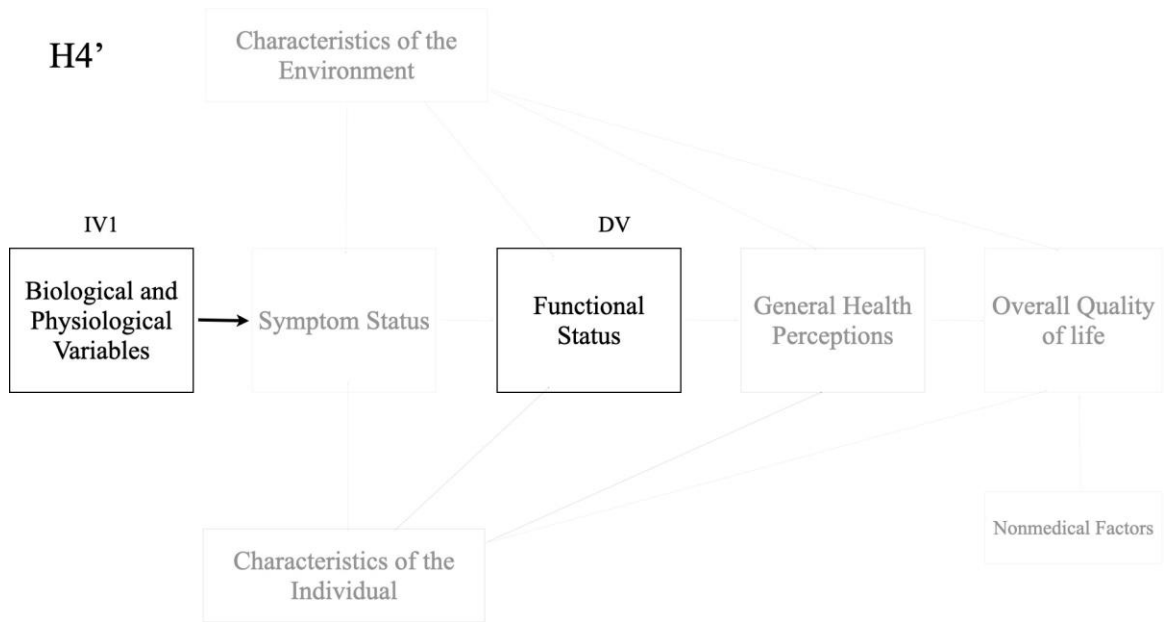 H4’
Characteristics of the
Environment
IV1
DV
Biological and
Physiological
Variables
Symptom Status
Functional
Status
General Health
Perceptions
Overall Quality
of life
Nonmedical Factors
Characteristics of the
Individual